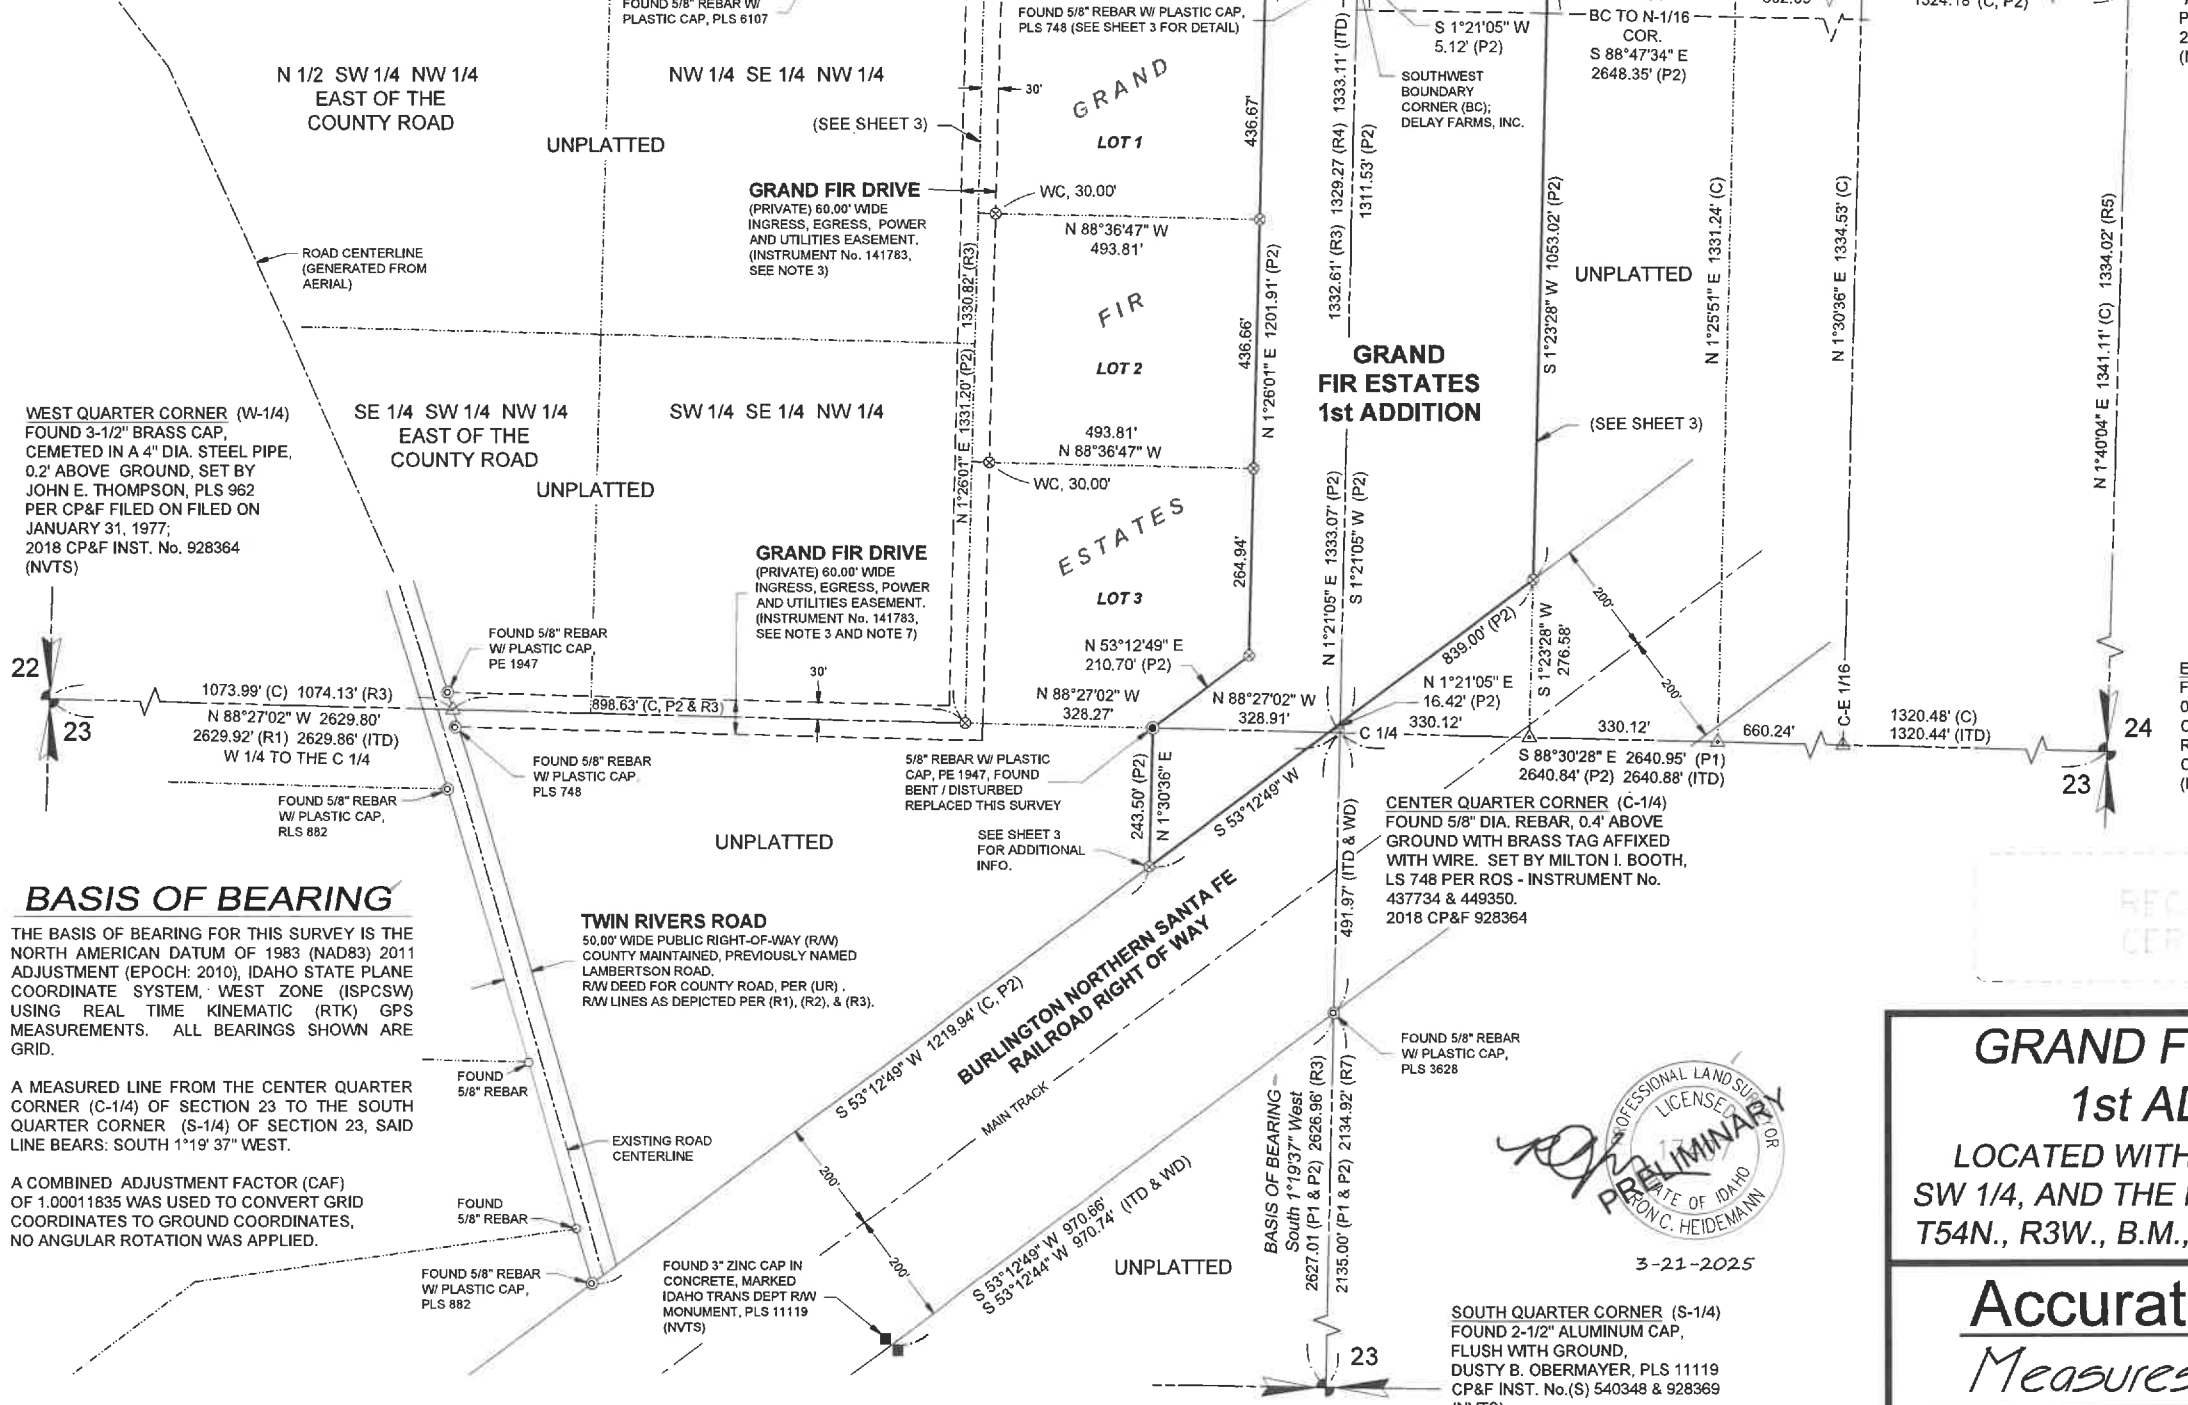 FOUND 5/8" REBAR W/
PLASTIC CAP, PLS 6107
FOUND 5/8" REBAR W/ PLASTIC CAP,
PLS 748 (SEE SHEET 3 FOR DETAIL)
S 1°21'05" W
5.12' (P2)
BC TO N-1/16
COR.
S 88°47'34" E
2648.35' (P2)
1324.18' (C, P2)
N 1/2 SW 1/4 NW 1/4
EAST OF THE
COUNTY ROAD
UNPLATTED
NW 1/4 SE 1/4 NW 1/4
(SEE SHEET 3)
30'
GRAND
LOT 1
436.67'
SOUTHWEST
BOUNDARY
CORNER (BC);
DELAY FARMS, INC.
1332.61' (R3) 1329.27 (R4) 1333.11' (ITD)
1311.53' (P2)
GRAND FIR DRIVE
(PRIVATE) 60.00' WIDE
INGRESS, EGRESS, POWER
AND UTILITIES EASEMENT.
(INSTRUMENT No. 141783,
SEE NOTE 3)
WC, 30.00'
N 88°36'47" W
493.81'
ROAD CENTERLINE
(GENERATED FROM
AERIAL)
N 1°26'01" E 1331.20' (P2) 1330.82' (R3)
FIR
LOT 2
436.66'
N 1°26'01" E 1201.91' (P2)
S 1°23'28" W 1053.02' (P2)
UNPLATTED
N 1°25'51" E 1331.24' (C)
N 1°30'36" E 1334.53' (C)
N 1°40'04" E 1341.11' (C) 1334.02' (R5)
GRAND
FIR ESTATES
1st ADDITION
(SEE SHEET 3)
WEST QUARTER CORNER (W-1/4)
FOUND 3-1/2" BRASS CAP,
CEMETED IN A 4" DIA. STEEL PIPE,
0.2' ABOVE GROUND, SET BY
JOHN E. THOMPSON, PLS 962
PER CP&F FILED ON FILED ON
JANUARY 31, 1977;
2018 CP&F INST. No. 928364
(NVTS)
SE 1/4 SW 1/4 NW 1/4
EAST OF THE
COUNTY ROAD
UNPLATTED
SW 1/4 SE 1/4 NW 1/4
493.81'
N 88°36'47" W
WC, 30.00'
ESTATES
LOT 3
264.94'
N 1°21'05" E 1333.07' (P2)
S 1°21'05" W (P2)
GRAND FIR DRIVE
(PRIVATE) 60.00' WIDE
INGRESS, EGRESS, POWER
AND UTILITIES EASEMENT.
(INSTRUMENT No. 141783,
SEE NOTE 3 AND NOTE 7)
30'
FOUND 5/8" REBAR
W/ PLASTIC CAP,
PE 1947
N 53°12'49" E
210.70' (P2)
839.00' (P2)
S 1°23'28" W
276.58'
200'
200'
22
23
1073.99' (C) 1074.13' (R3)
N 88°27'02" W 2629.80'
2629.92' (R1) 2629.86' (ITD)
W 1/4 TO THE C 1/4
898.63' (C, P2 & R3)
N 88°27'02" W
328.27'
N 88°27'02" W
328.91'
N 1°21'05" E
16.42' (P2)
C 1/4
330.12'
330.12'
660.24'
C-E 1/16
1320.48' (C)
1320.44' (ITD)
24
23
S 88°30'28" E 2640.95' (P1)
2640.84' (P2) 2640.88' (ITD)
FOUND 5/8" REBAR
W/ PLASTIC CAP,
PLS 748
FOUND 5/8" REBAR
W/ PLASTIC CAP,
RLS 882
5/8" REBAR W/ PLASTIC
CAP, PE 1947, FOUND
BENT / DISTURBED
REPLACED THIS SURVEY
243.50' (P2)
N 1°30'36" E
S 53°12'49" W
SEE SHEET 3
FOR ADDITIONAL
INFO.
UNPLATTED
491.97' (ITD & WD)
CENTER QUARTER CORNER (C-1/4)
FOUND 5/8" DIA. REBAR, 0.4' ABOVE
GROUND WITH BRASS TAG AFFIXED
WITH WIRE. SET BY MILTON I. BOOTH,
LS 748 PER ROS - INSTRUMENT No.
437734 & 449350.
2018 CP&F 928364
BASIS OF BEARING
THE BASIS OF BEARING FOR THIS SURVEY IS THE
NORTH AMERICAN DATUM OF 1983 (NAD83) 2011
ADJUSTMENT (EPOCH: 2010), IDAHO STATE PLANE
COORDINATE SYSTEM, WEST ZONE (ISPCSW)
USING REAL TIME KINEMATIC (RTK) GPS
MEASUREMENTS. ALL BEARINGS SHOWN ARE
GRID.
A MEASURED LINE FROM THE CENTER QUARTER
CORNER (C-1/4) OF SECTION 23 TO THE SOUTH
QUARTER CORNER (S-1/4) OF SECTION 23, SAID
LINE BEARS: SOUTH 1°19' 37" WEST.
A COMBINED ADJUSTMENT FACTOR (CAF)
OF 1.00011835 WAS USED TO CONVERT GRID
COORDINATES TO GROUND COORDINATES,
NO ANGULAR ROTATION WAS APPLIED.
TWIN RIVERS ROAD
50.00' WIDE PUBLIC RIGHT-OF-WAY (R/W)
COUNTY MAINTAINED, PREVIOUSLY NAMED
LAMBERTSON ROAD.
R/W DEED FOR COUNTY ROAD, PER (UR) .
R/W LINES AS DEPICTED PER (R1), (R2), & (R3).
S 53°12'49" W 1219.94' (C, P2)
BURLINGTON NORTHERN SANTA FE
RAILROAD RIGHT OF WAY
MAIN TRACK
FOUND
5/8" REBAR
EXISTING ROAD
CENTERLINE
FOUND
5/8" REBAR
FOUND 5/8" REBAR
W/ PLASTIC CAP,
PLS 882
200'
200'
FOUND 3" ZINC CAP IN
CONCRETE, MARKED
IDAHO TRANS DEPT R/W
MONUMENT, PLS 11119
(NVTS)
S 53°12'49" W 970.66'
S 53°12'44" W 970.74' (ITD & WD)
UNPLATTED
BASIS OF BEARING
South 1°19'37" West
2627.01 (P1 & P2) 2626.96' (R3)
2135.00' (P1 & P2) 2134.92' (R7)
FOUND 5/8" REBAR
W/ PLASTIC CAP,
PLS 3628
PROFESSIONAL LAND SURVEYOR
LICENSED
PRELIMINARY
STATE OF IDAHO
C. HEIDEMANN
3-21-2025
SOUTH QUARTER CORNER (S-1/4)
FOUND 2-1/2" ALUMINUM CAP,
FLUSH WITH GROUND,
DUSTY B. OBERMAYER, PLS 11119
CP&F INST. No.(S) 540348 & 928369
(NVTS)
23
GRAND F
1st AD
LOCATED WITH
SW 1/4, AND THE
T54N., R3W., B.M.,
Accurat
Measures